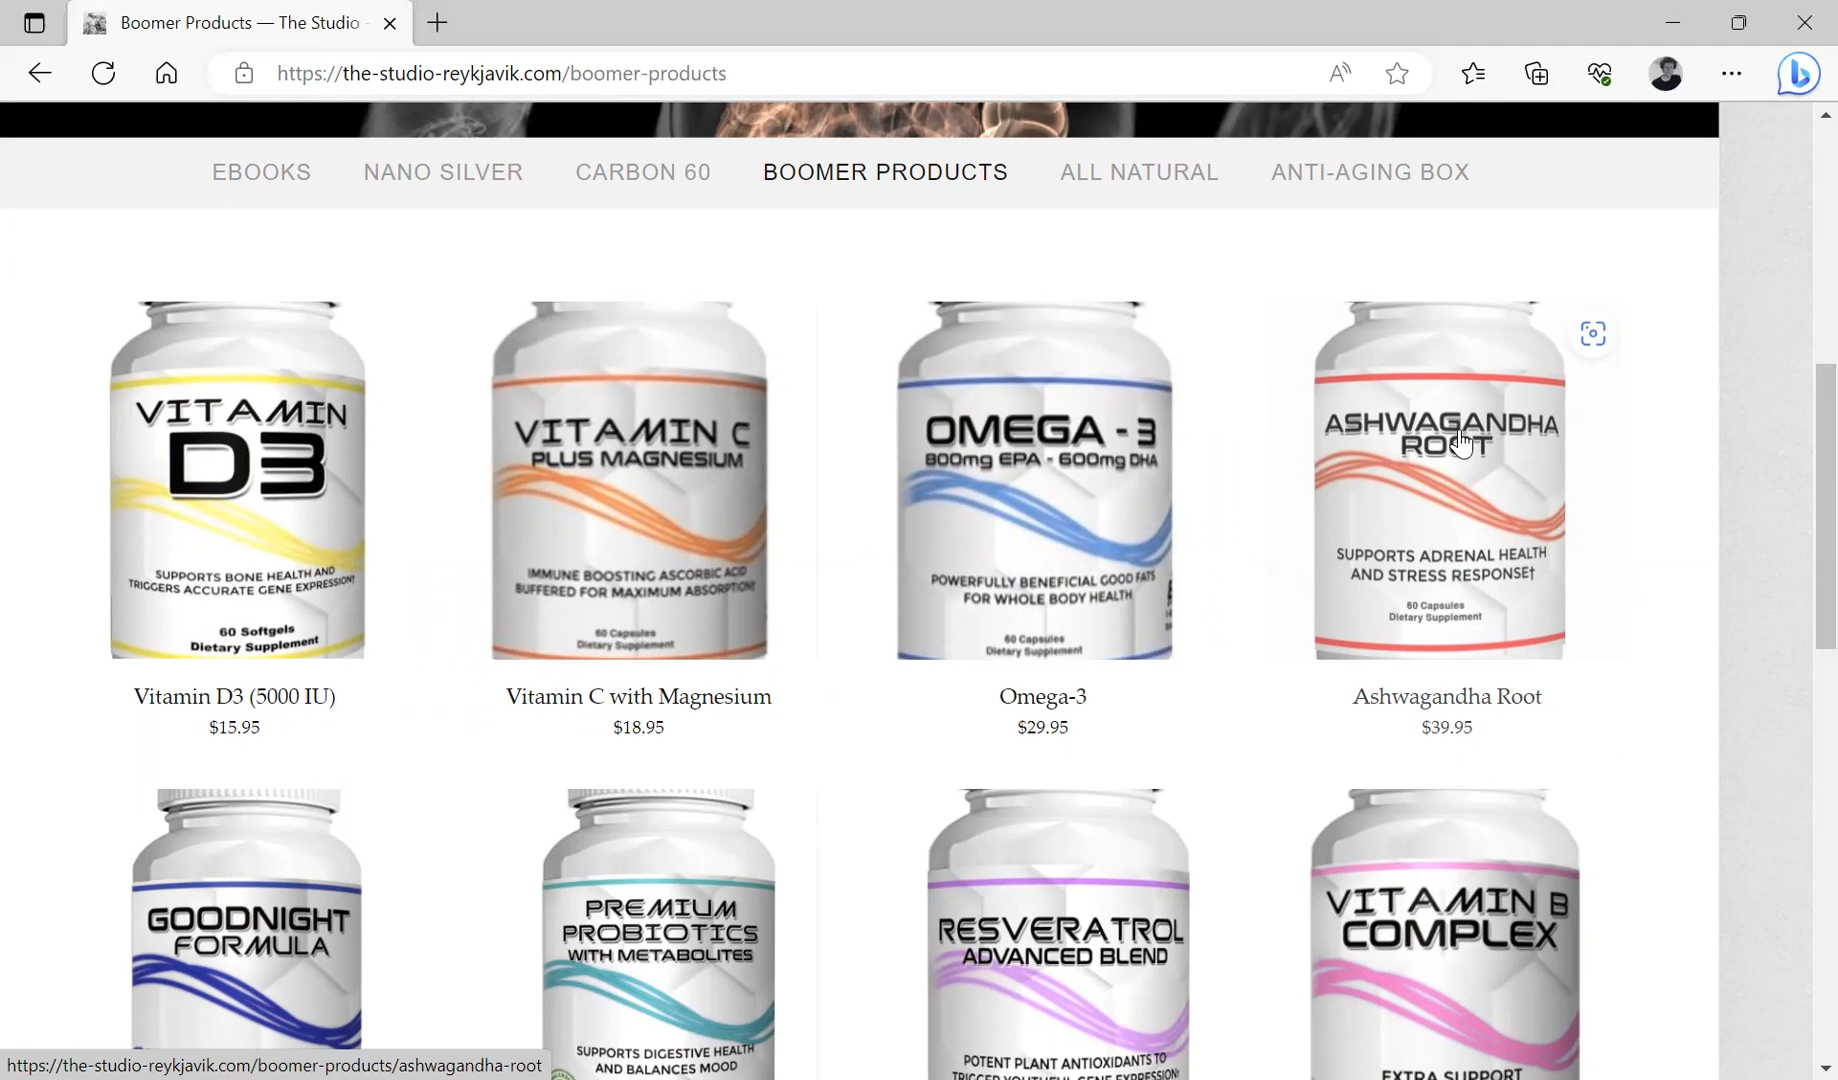 Boomer Products — The Studio
https://the-studio-reykjavik.com/boomer-products
EBOOKS NANO SILVER CARBON 60 BOOMER PRODUCTS ALL NATURAL ANTI-AGING BOX
VITAMIN
D3
SUPPORTS BONE HEALTH AND
TRIGGERS ACCURATE GENE EXPRESSION†
60 Softgels
Dietary Supplement
VITAMIN C
PLUS MAGNESIUM
IMMUNE BOOSTING ASCORBIC ACID
BUFFERED FOR MAXIMUM ABSORPTION†
60 Capsules
Dietary Supplement
OMEGA - 3
800mg EPA - 600mg DHA
POWERFULLY BENEFICIAL GOOD FATS
FOR WHOLE BODY HEALTH
60 Capsules
Dietary Supplement
ASHWAGANDHA
ROOT
SUPPORTS ADRENAL HEALTH
AND STRESS RESPONSE†
60 Capsules
Dietary Supplement
Vitamin D3 (5000 IU)
$15.95
Vitamin C with Magnesium
$18.95
Omega-3
$29.95
Ashwagandha Root
$39.95
GOODNIGHT
FORMULA
PREMIUM
PROBIOTICS
WITH METABOLITES
SUPPORTS DIGESTIVE HEALTH
AND BALANCES MOOD
RESVERATROL
ADVANCED BLEND
POTENT PLANT ANTIOXIDANTS TO
TRIGGER YOUTHFUL GENE EXPRESSION†
VITAMIN B
COMPLEX
EXTRA SUPPORT
https://the-studio-reykjavik.com/boomer-products/ashwagandha-root